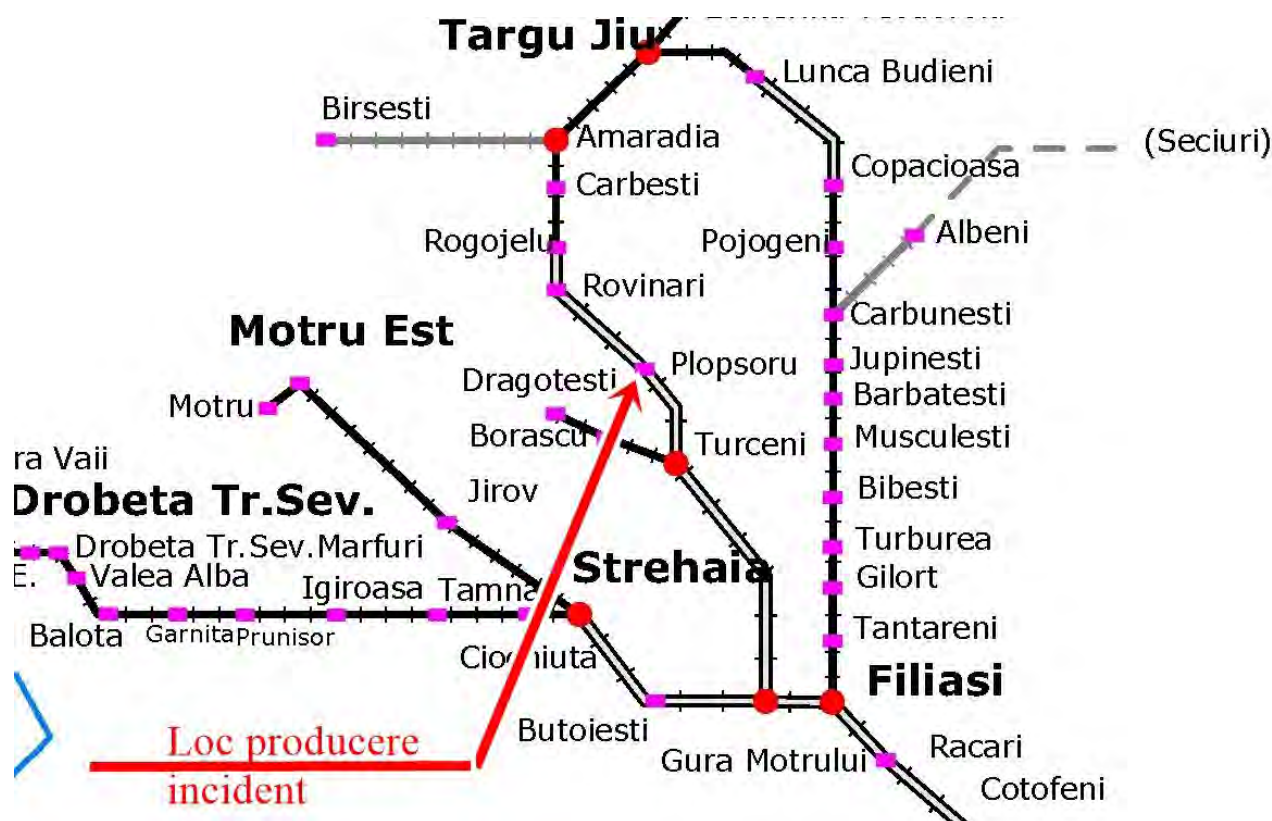 Targu Jiu
Lunca Budieni
Birsesti
Amaradia
(Seciuri)
Copacioasa
Carbesti
Rogojelu
Pojogeni
Albeni
Rovinari
Carbunesti
Motru Est
Jupinesti
Plopsoru
Dragotesti
Barbatesti
Motru
Borascu
Turceni
Musculesti
ra Vaii
Jirov
Bibesti
Drobeta Tr.Sev.
Turburea
Drobeta Tr.Sev.Marfuri
E.
Valea Alba
Strehaia
Gilort
Igiroasa
Tamna
Balota
Garnita
Prunisor
Tantareni
Filiasi
Butoiesti
Loc producere
incident
Gura Motrului
Racari
Cotofeni